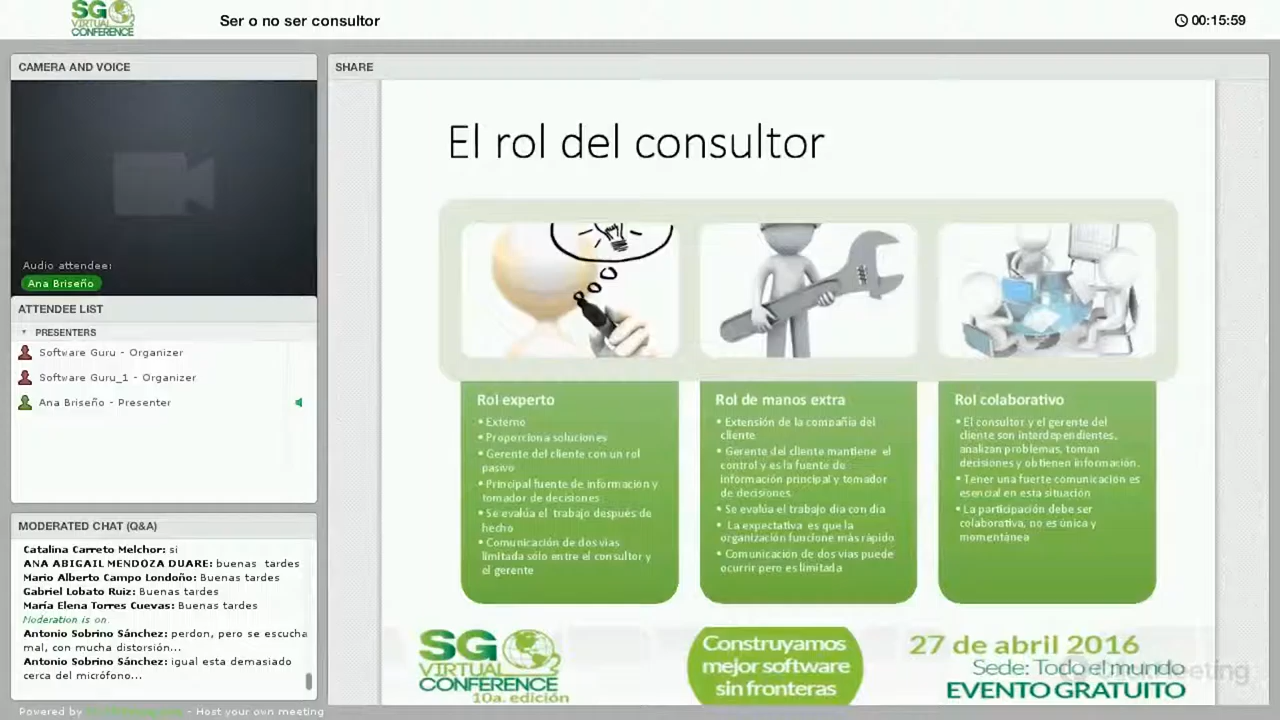 SG
VIRTUAL
CONFERENCE
Ser o no ser consultor
00:15:59
CAMERA AND VOICE
Audio attendee:
Ana Briseño
ATTENDEE LIST
PRESENTERS
Software Guru - Organizer
Software Guru_1 - Organizer
Ana Briseño - Presenter
MODERATED CHAT (Q&A)
Catalina Carreto Melchor: si
ANA ABIGAIL MENDOZA DUARE: buenas tardes
Mario Alberto Campo Londoño: Buenas tardes
Gabriel Lobato Ruiz: Buenas tardes
María Elena Torres Cuevas: Buenas tardes
Moderation is on.
Antonio Sobrino Sánchez: perdon, pero se escucha
mal, con mucha distorsión...
Antonio Sobrino Sánchez: igual esta demasiado
cerca del micrófono...
Powered by
- Host your own meeting
SHARE
El rol del consultor
Rol experto
• Externo
• Proporciona soluciones
• Gerente del cliente con un rol
pasivo
• Principal fuente de informacion y
tomador de decisiones
• Se evalúa el trabajo después de
hecho
• Comunicación de dos vias
limitada sólo entre el consultor y
el gerente
Rol de manos extra
• Extensión de la compañia del
cliente
• Gerente del cliente mantiene el
control y es la fuente de
información principal y tomador
de decisiones
• Se evalúa el trabajo dia con dia
• La expectativa es que la
organización funcione más rápido
• Comunicación de dos vias puede
ocurrir pero es limitada
Rol colaborativo
• El consultor y el gerente del
cliente son interdependientes,
analizan problemas, toman
decisiones y obtienen información.
• Tener una fuerte comunicación es
esencial en esta situación
• La participación debe ser
colaborativa, no es única y
momentánea
SG
VIRTUAL
CONFERENCE
10a. edición
Construyamos
mejor software
sin fronteras
27 de abril 2016
Sede: Todo el mundo
EVENTO GRATUITO